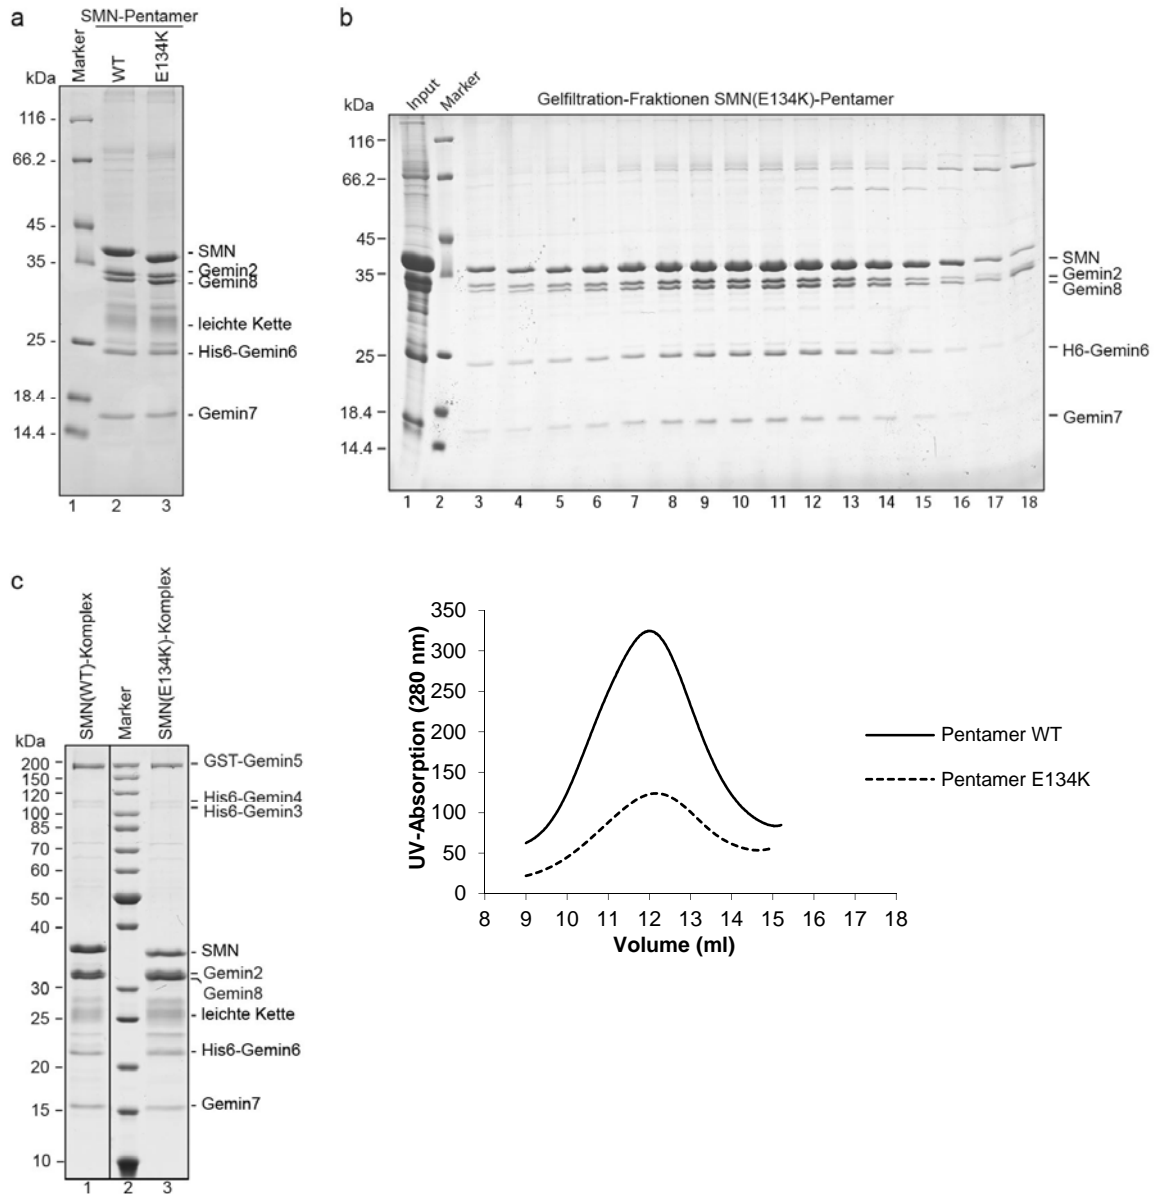 a
SMN-Pentamer
Marker
WT
E134K
kDa
116
66.2
45
35
25
18.4
14.4
SMN
Gemin2
Gemin8
leichte Kette
His6-Gemin6
Gemin7
1 2 3
b
Input
Marker
Gelfiltration-Fraktionen SMN(E134K)-Pentamer
kDa
116
66.2
45
35
25
18.4
14.4
SMN
Gemin2
Gemin8
H6-Gemin6
Gemin7
1 2 3 4 5 6 7 8 9 10 11 12 13 14 15 16 17 18
c
SMN(WT)-Komplex
Marker
SMN(E134K)-Komplex
kDa
200
150
120
100
85
70
60
50
40
30
25
20
15
10
GST-Gemin5
His6-Gemin4
His6-Gemin3
SMN
Gemin2
Gemin8
leichte Kette
His6-Gemin6
Gemin7
1 2 3
UV-Absorption (280 nm)
350
300
250
200
150
100
50
0
8 9 10 11 12 13 14 15 16 17 18
Volume (ml)
Pentamer WT
Pentamer E134K